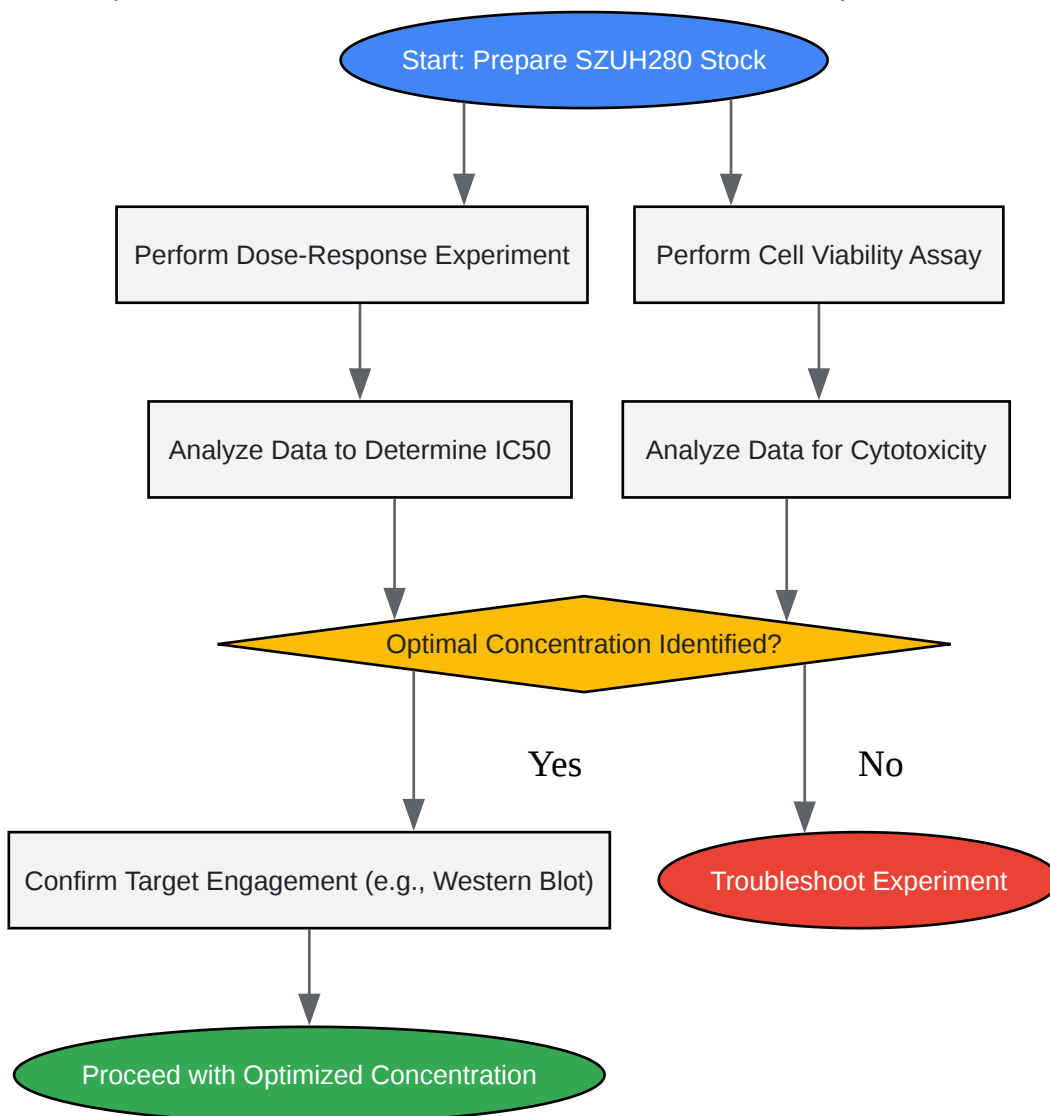 Start: Prepare SZUH280 Stock
Perform Dose-Response Experiment
Perform Cell Viability Assay
Analyze Data to Determine IC50
Analyze Data for Cytotoxicity
Optimal Concentration Identified?
Yes
No
Confirm Target Engagement (e.g., Western Blot)
Troubleshoot Experiment
Proceed with Optimized Concentration